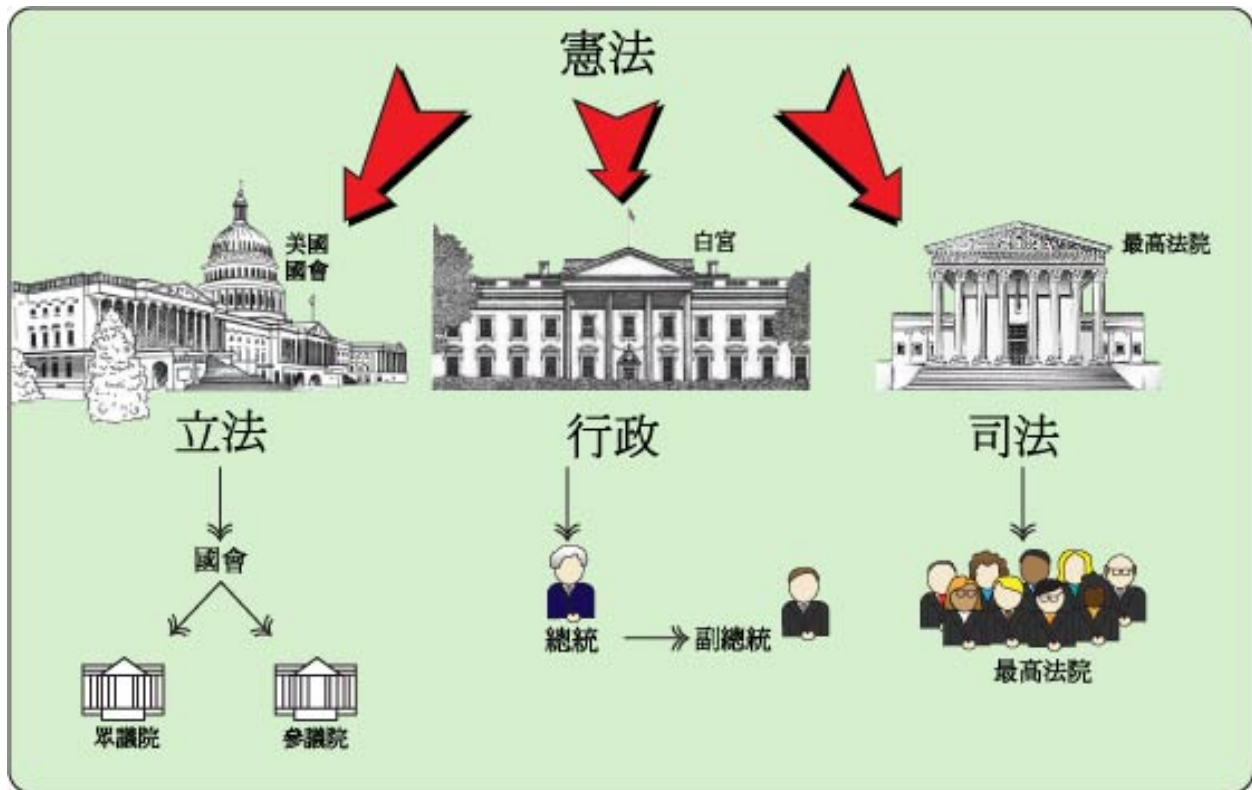 憲法
美國
國會
白宮
最高法院
立法
行政
司法
國會
總統
副總統
最高法院
眾議院
參議院